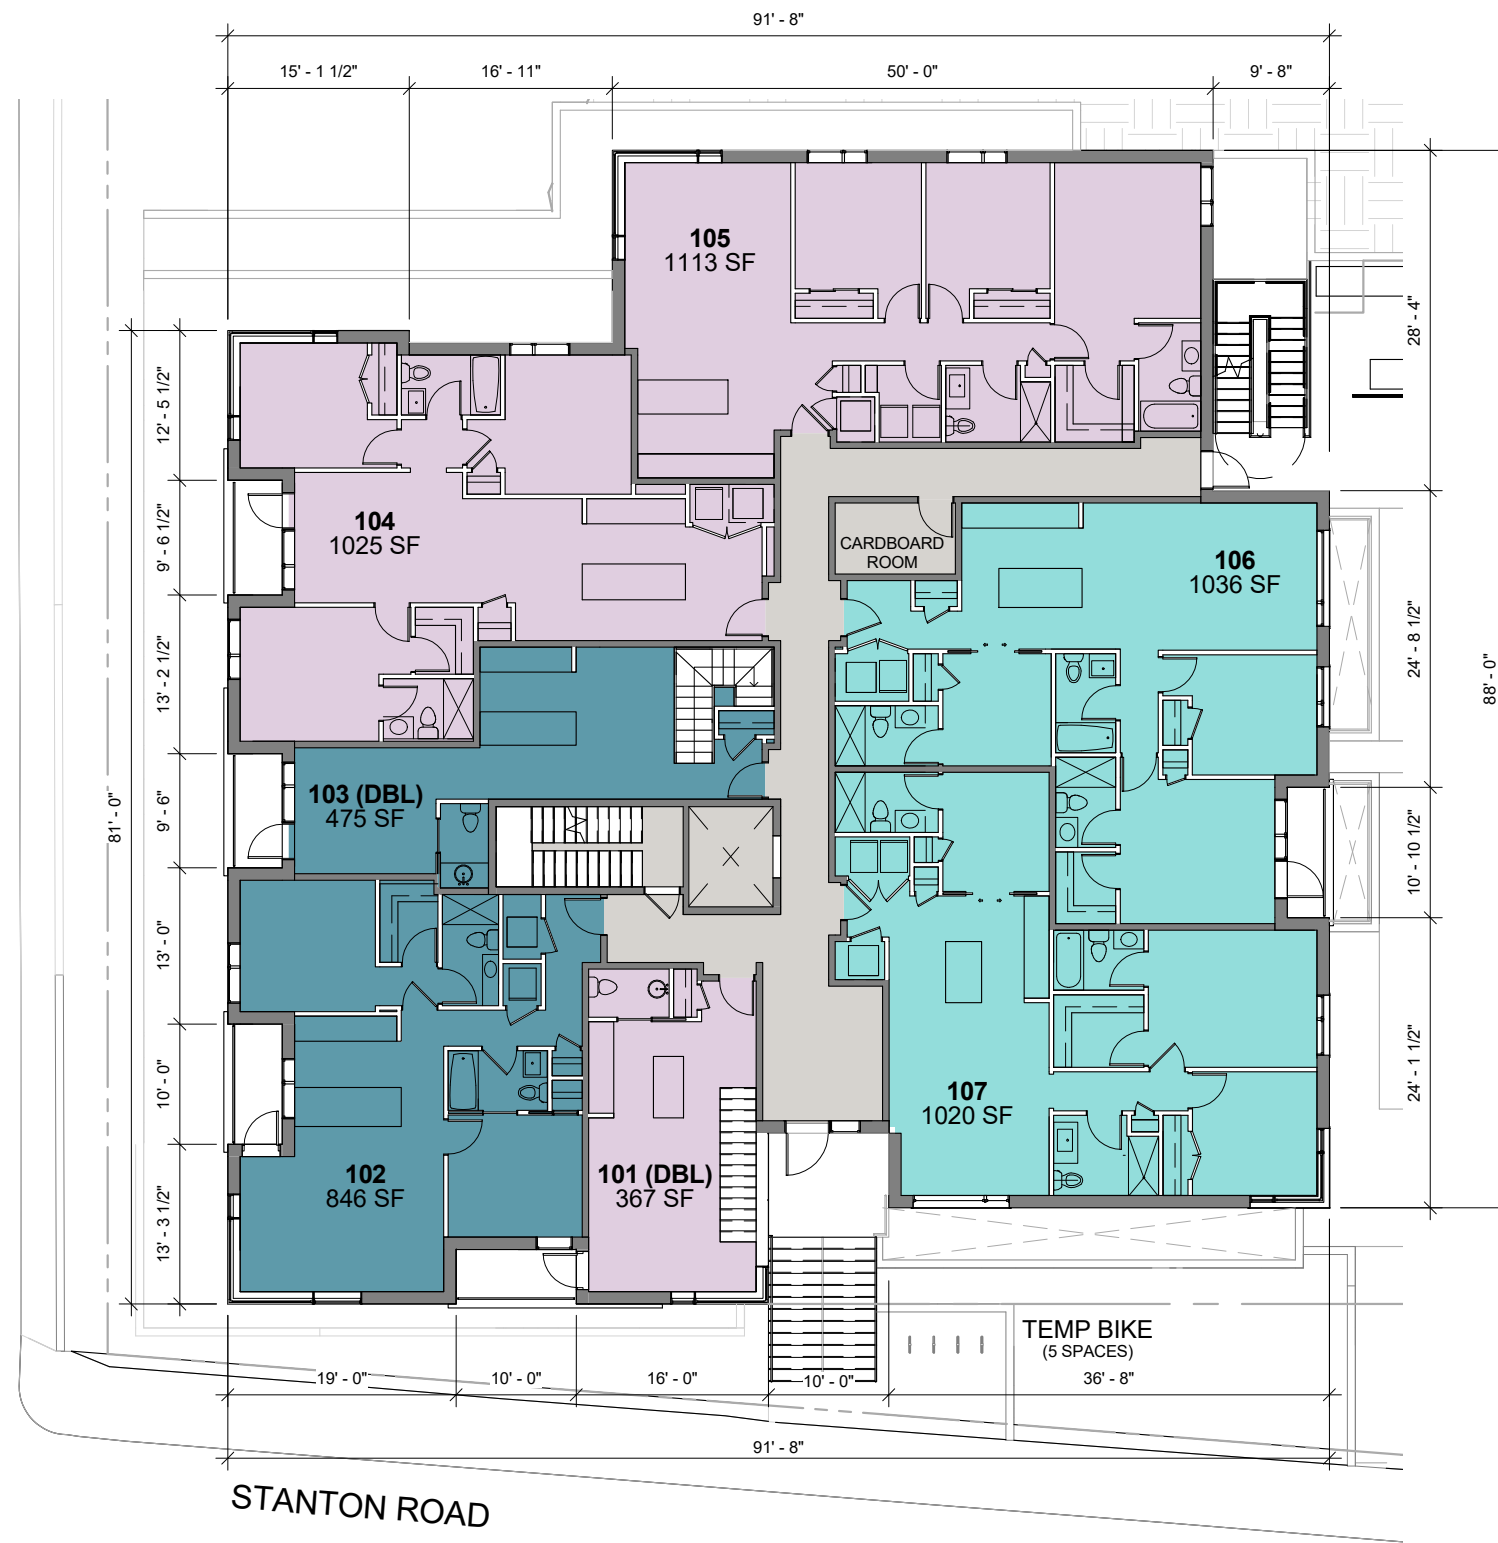 91' - 8"
15' - 1 1/2"
16' - 11"
50' - 0"
9' - 8"
105
1113 SF
28' - 4"
12' - 5 1/2"
9' - 6 1/2"
104
1025 SF
CARDBOARD
ROOM
106
1036 SF
24' - 8 1/2"
88' - 0"
13' - 2 1/2"
81' - 0"
9' - 6"
103 (DBL)
475 SF
10' - 10 1/2"
13' - 0"
10' - 0"
24' - 1 1/2"
107
1020 SF
102
846 SF
101 (DBL)
367 SF
13' - 3 1/2"
TEMP BIKE
(5 SPACES)
19' - 0"
10' - 0"
16' - 0"
10' - 0"
36' - 8"
91' - 8"
STANTON ROAD